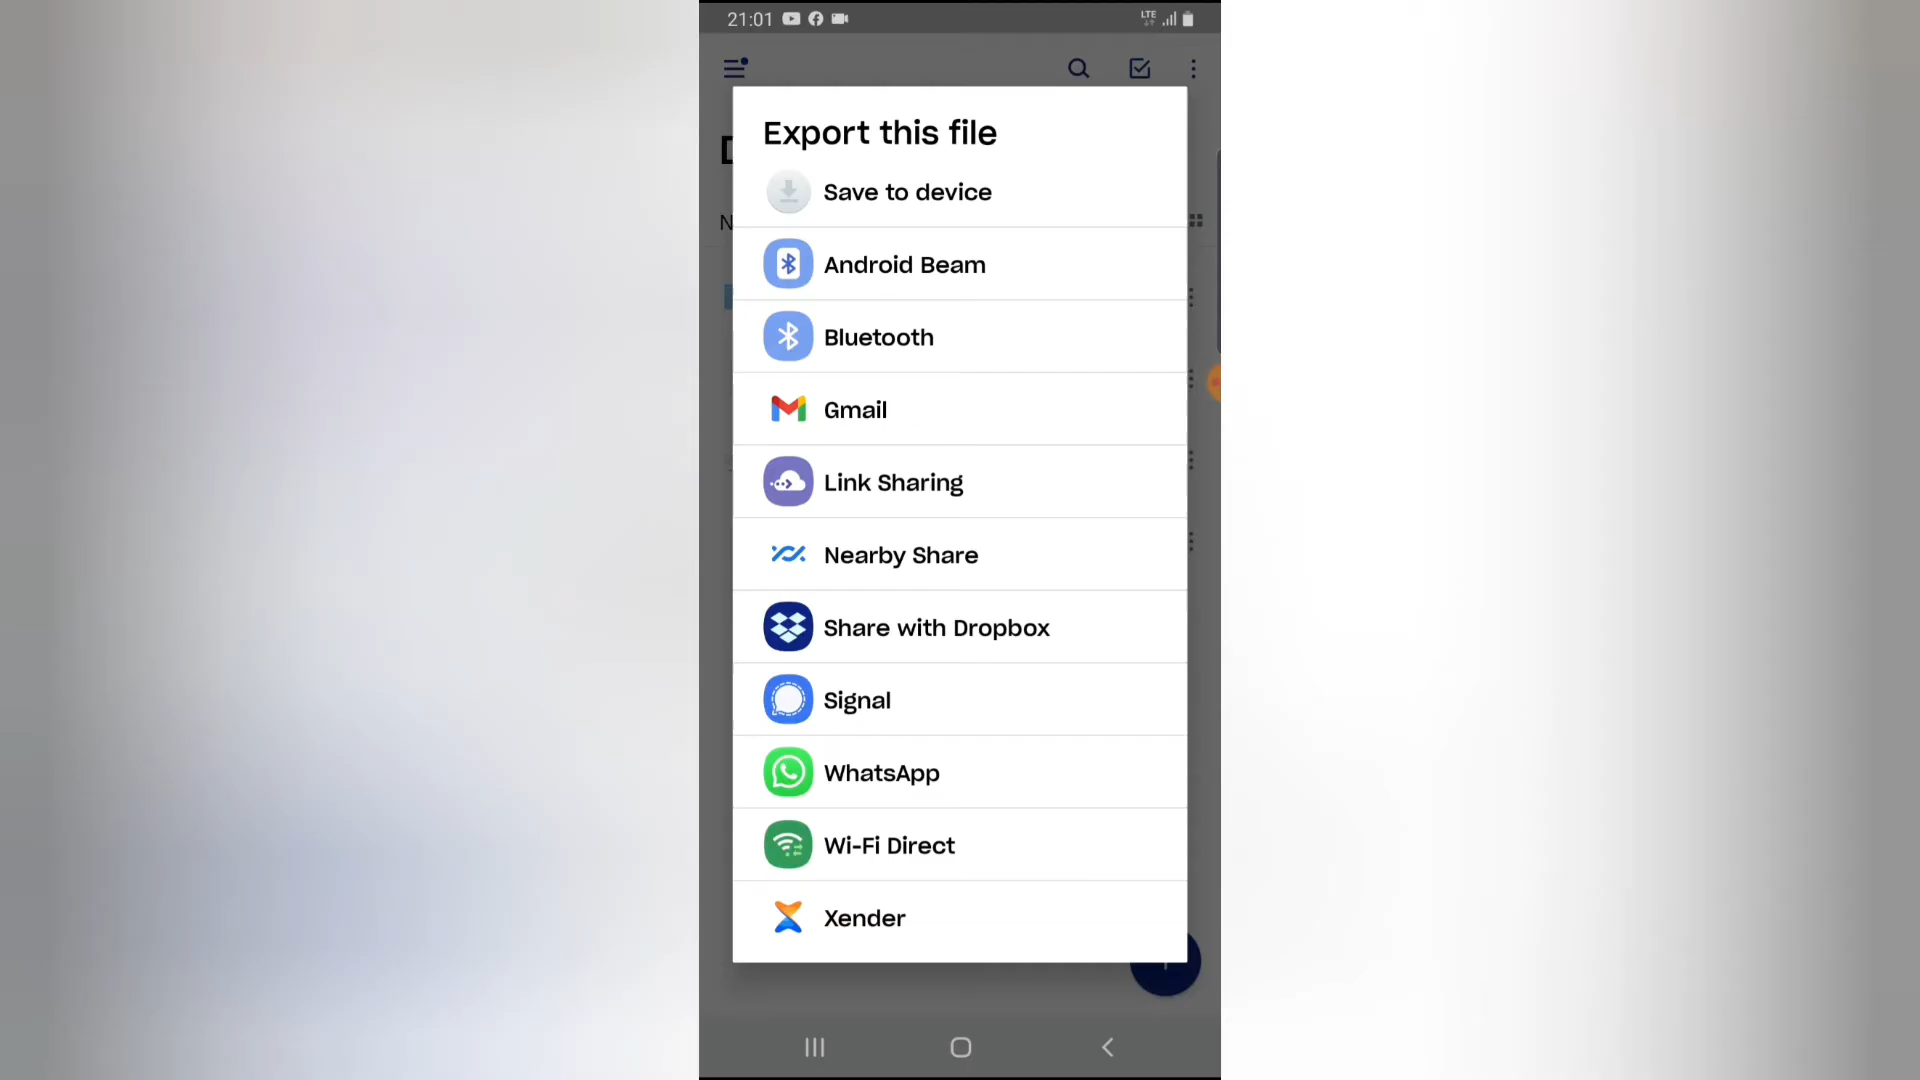 21:01
LTE
Export this file
Save to device
Android Beam
Bluetooth
Gmail
Link Sharing
Nearby Share
Share with Dropbox
Signal
WhatsApp
Wi-Fi Direct
Xender